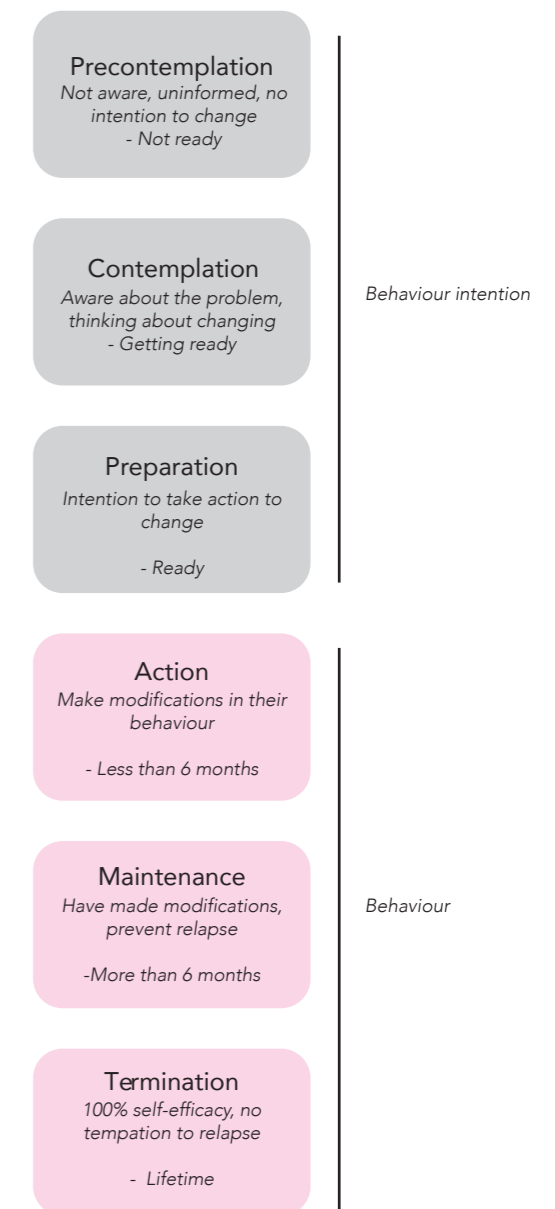 Precontemplation
Not aware, uninformed, no
intention to change
- Not ready
Contemplation
Aware about the problem,
thinking about changing
- Getting ready
Behaviour intention
Preparation
Intention to take action to
change
- Ready
Action
Make modifications in their
behaviour
- Less than 6 months
Maintenance
Have made modifications,
prevent relapse
-More than 6 months
Behaviour
Termination
100% self-efficacy, no
tempation to relapse
- Lifetime